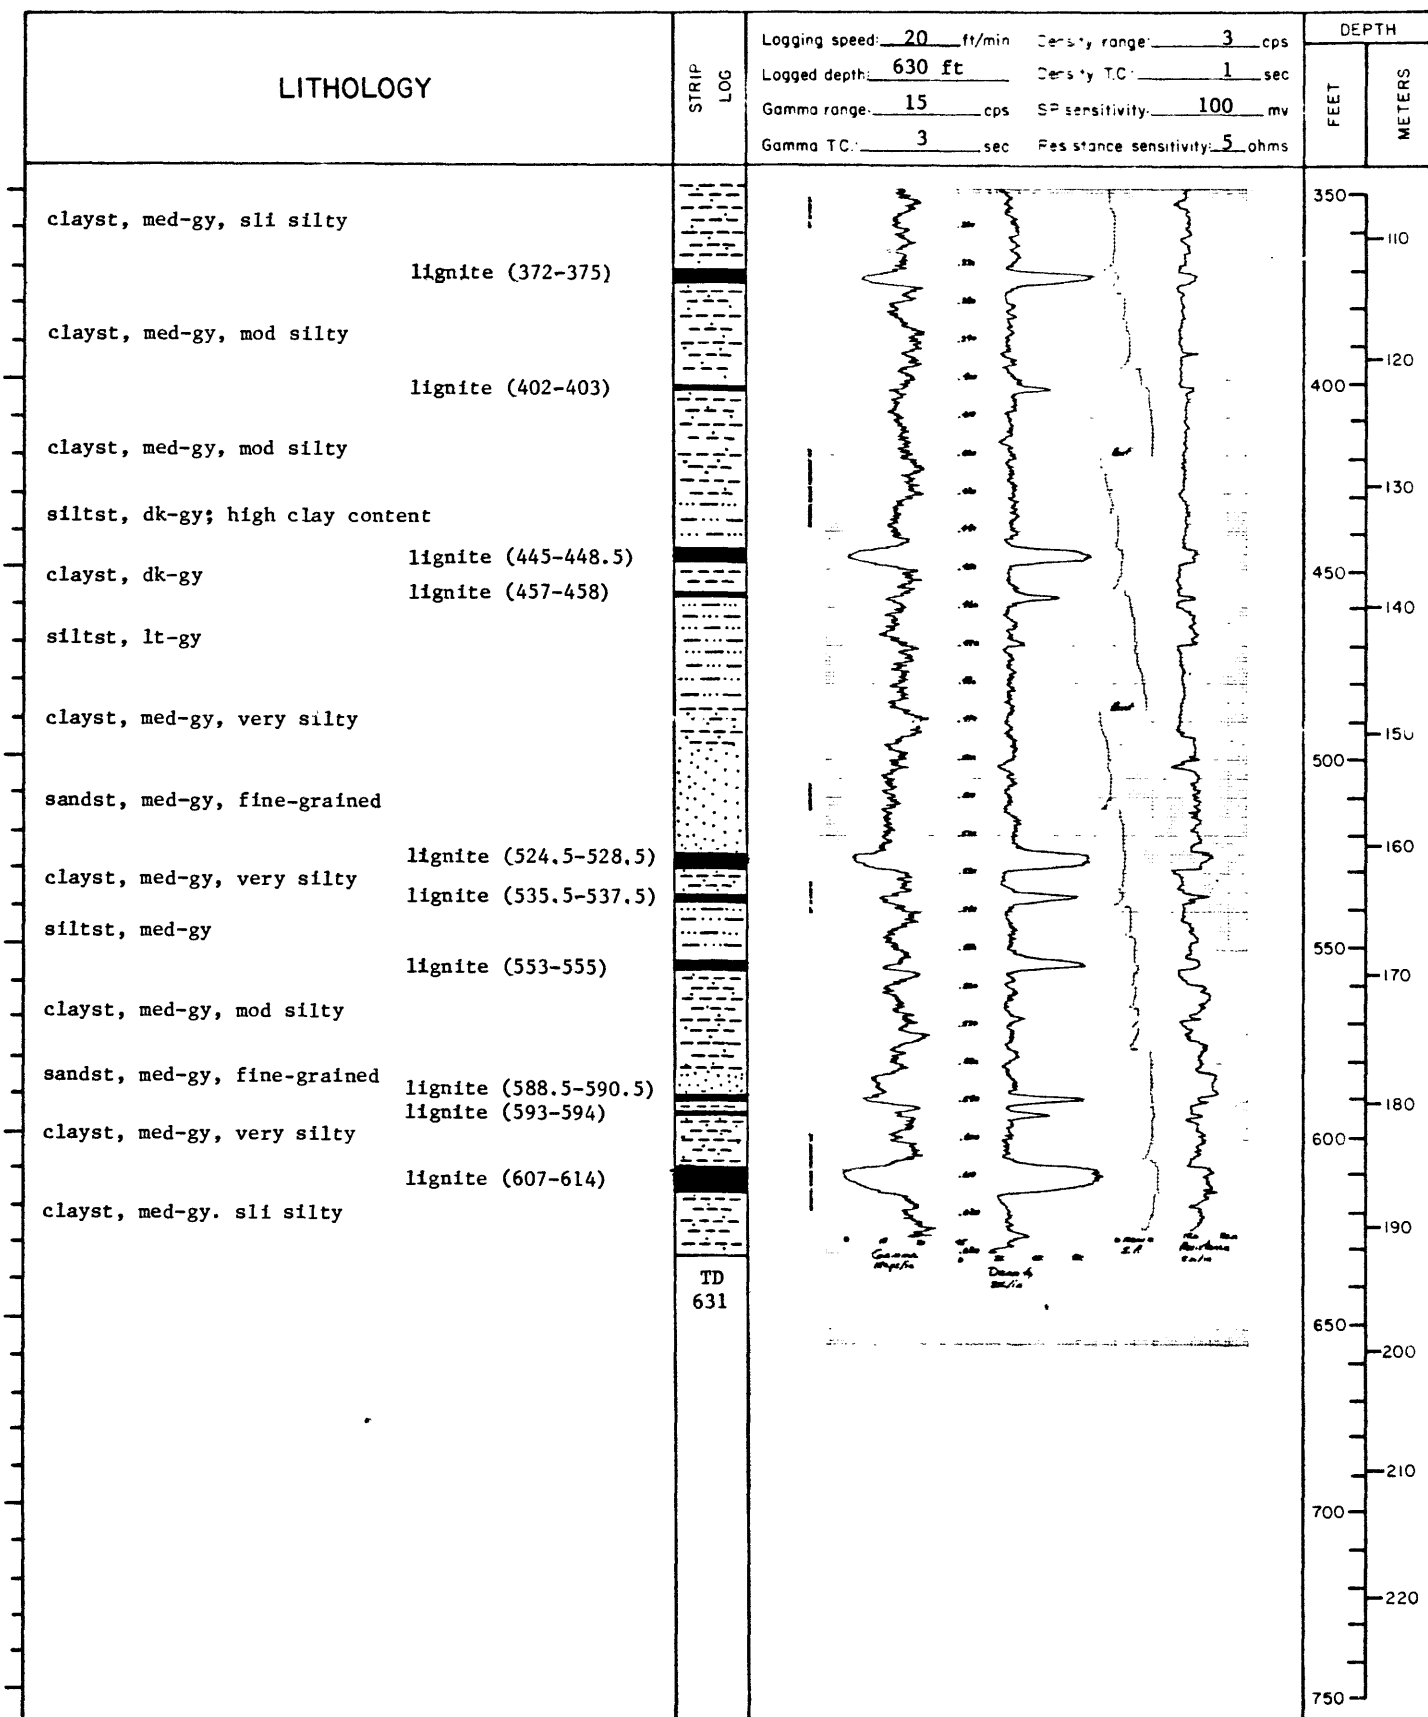 LITHOLOGY
STRIP LOG
Logging speed: 20 ft/min
Density range: 3 cps
Logged depth: 630 ft
Density T.C.: 1 sec
Gamma range: 15 cps
SP sensitivity: 100 mv
Gamma T.C.: 3 sec
Resistance sensitivity: 5 ohms
DEPTH
FEET
METERS
clayst, med-gy, sli silty
lignite (372-375)
clayst, med-gy, mod silty
lignite (402-403)
clayst, med-gy, mod silty
siltst, dk-gy; high clay content
lignite (445-448.5)
clayst, dk-gy
lignite (457-458)
siltst, lt-gy
clayst, med-gy, very silty
sandst, med-gy, fine-grained
lignite (524.5-528.5)
clayst, med-gy, very silty
lignite (535.5-537.5)
siltst, med-gy
lignite (553-555)
clayst, med-gy, mod silty
sandst, med-gy, fine-grained
lignite (588.5-590.5)
lignite (593-594)
clayst, med-gy, very silty
lignite (607-614)
clayst, med-gy. sli silty
TD
631
Gamma
Density
S.P.
Resistance
350
110
120
400
130
450
140
150
500
160
550
170
180
600
190
650
200
210
700
220
750